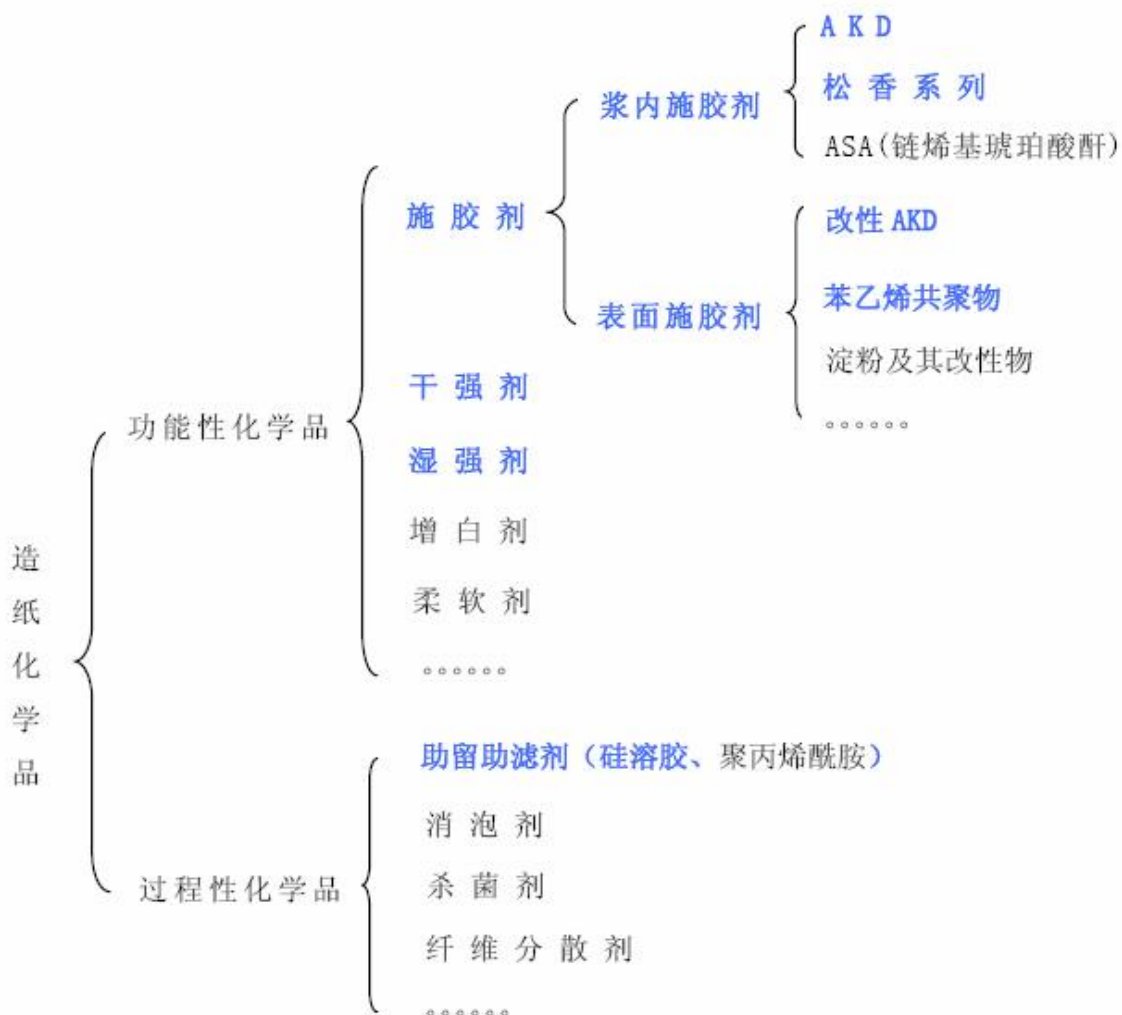 造纸化学品
功能性化学品
施胶剂
浆内施胶剂
AKD
松香系列
ASA(链烯基琥珀酸酐)
表面施胶剂
改性AKD
苯乙烯共聚物
淀粉及其改性物
。。。。。。
干强剂
湿强剂
增白剂
柔软剂
。。。。。。
过程性化学品
助留助滤剂（硅溶胶、聚丙烯酰胺）
消泡剂
杀菌剂
纤维分散剂
。。。。。。